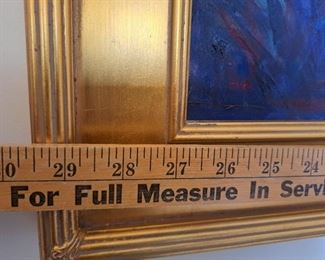 0 29 28 27 26 25 24
For Full Measure In Servi